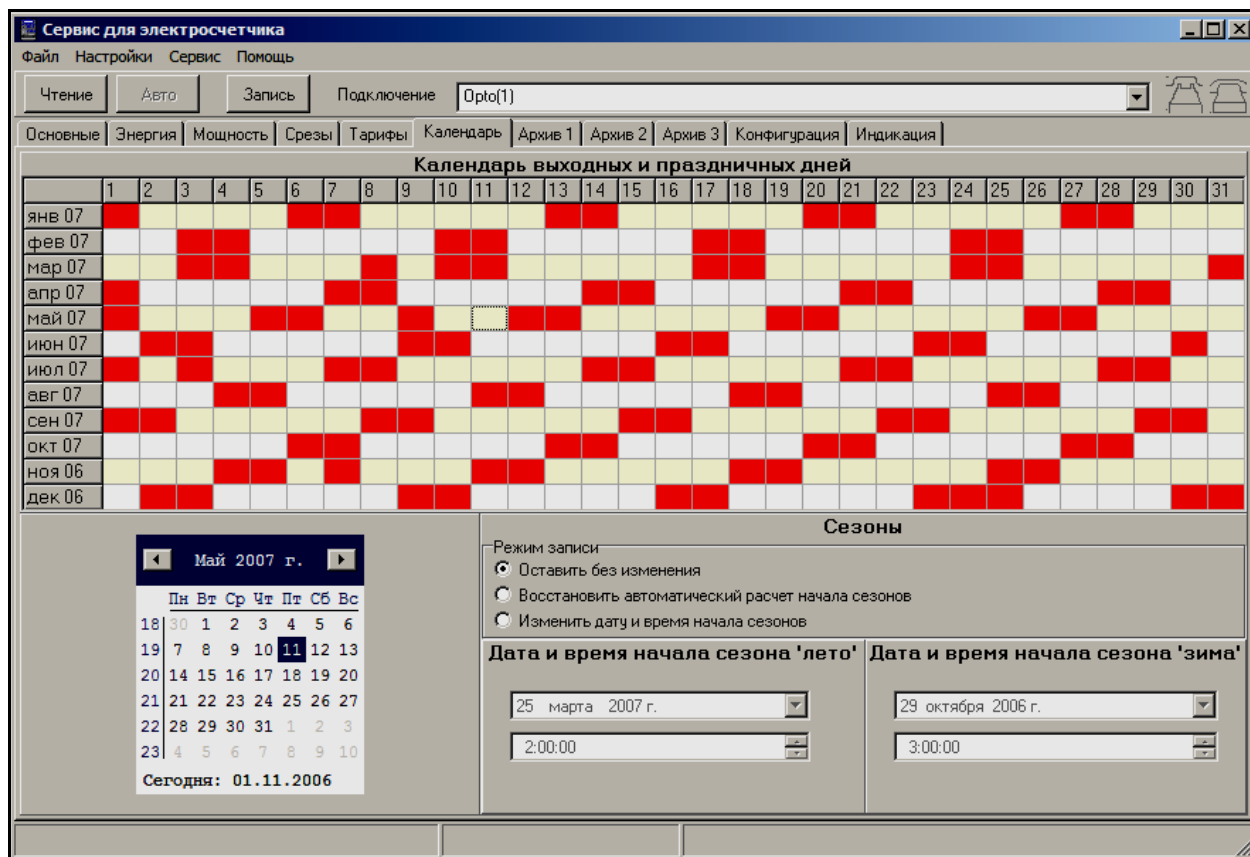 Сервис для электросчетчика
Файл Настройки Сервис Помощь
Чтение Авто Запись Подключение Opto(1)
Основные Энергия Мощность Срезы Тарифы Календарь Архив 1 Архив 2 Архив 3 Конфигурация Индикация
Календарь выходных и праздничных дней
1 2 3 4 5 6 7 8 9 10 11 12 13 14 15 16 17 18 19 20 21 22 23 24 25 26 27 28 29 30 31
янв 07
фев 07
мар 07
апр 07
май 07
июн 07
июл 07
авг 07
сен 07
окт 07
ноя 06
дек 06
Май 2007 г.
Пн Вт Ср Чт Пт Сб Вс
18 30 1 2 3 4 5 6
19 7 8 9 10 11 12 13
20 14 15 16 17 18 19 20
21 21 22 23 24 25 26 27
22 28 29 30 31 1 2 3
23 4 5 6 7 8 9 10
Сегодня: 01.11.2006
Сезоны
Режим записи
Оставить без изменения
Восстановить автоматический расчет начала сезонов
Изменить дату и время начала сезонов
Дата и время начала сезона 'лето'
25 марта 2007 г.
2:00:00
Дата и время начала сезона 'зима'
29 октября 2006 г.
3:00:00